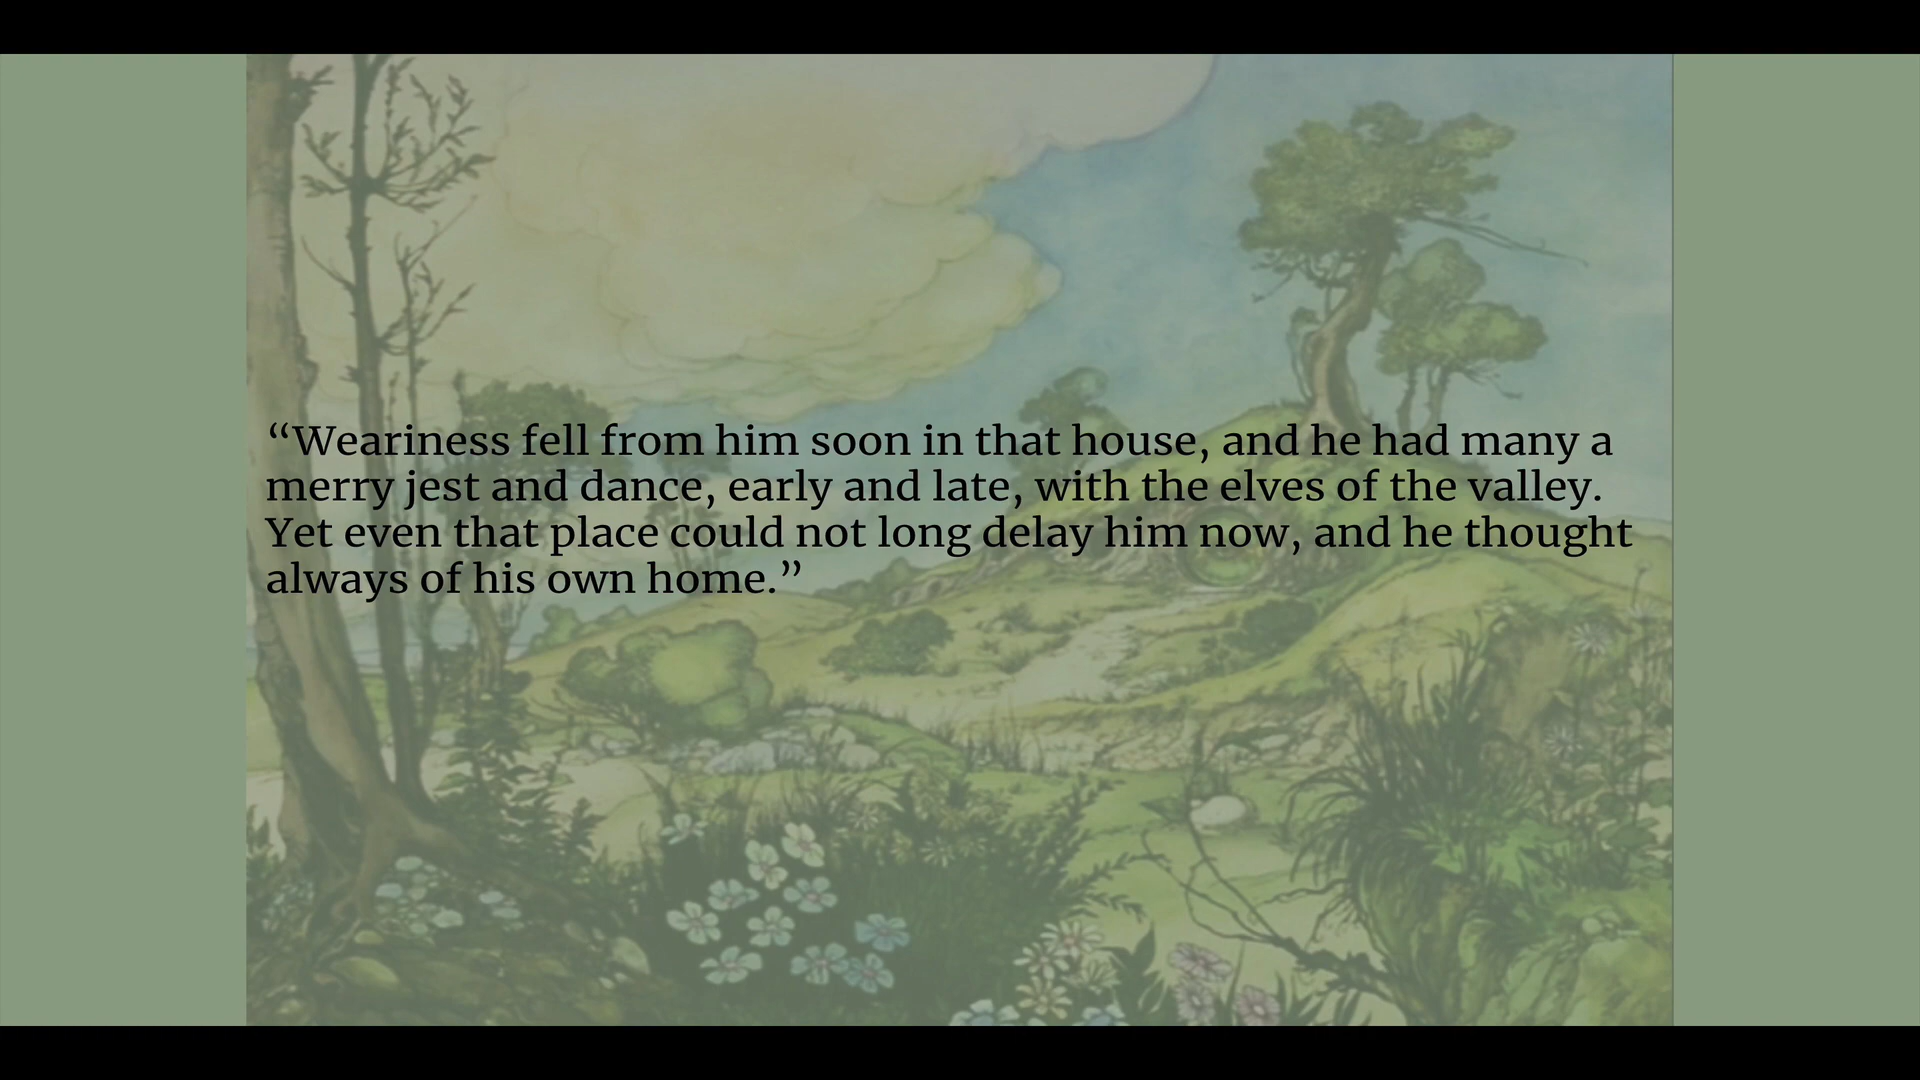 “Weariness fell from him soon in that house, and he had many a
merry jest and dance, early and late, with the elves of the valley.
Yet even that place could not long delay him now, and he thought
always of his own home.”